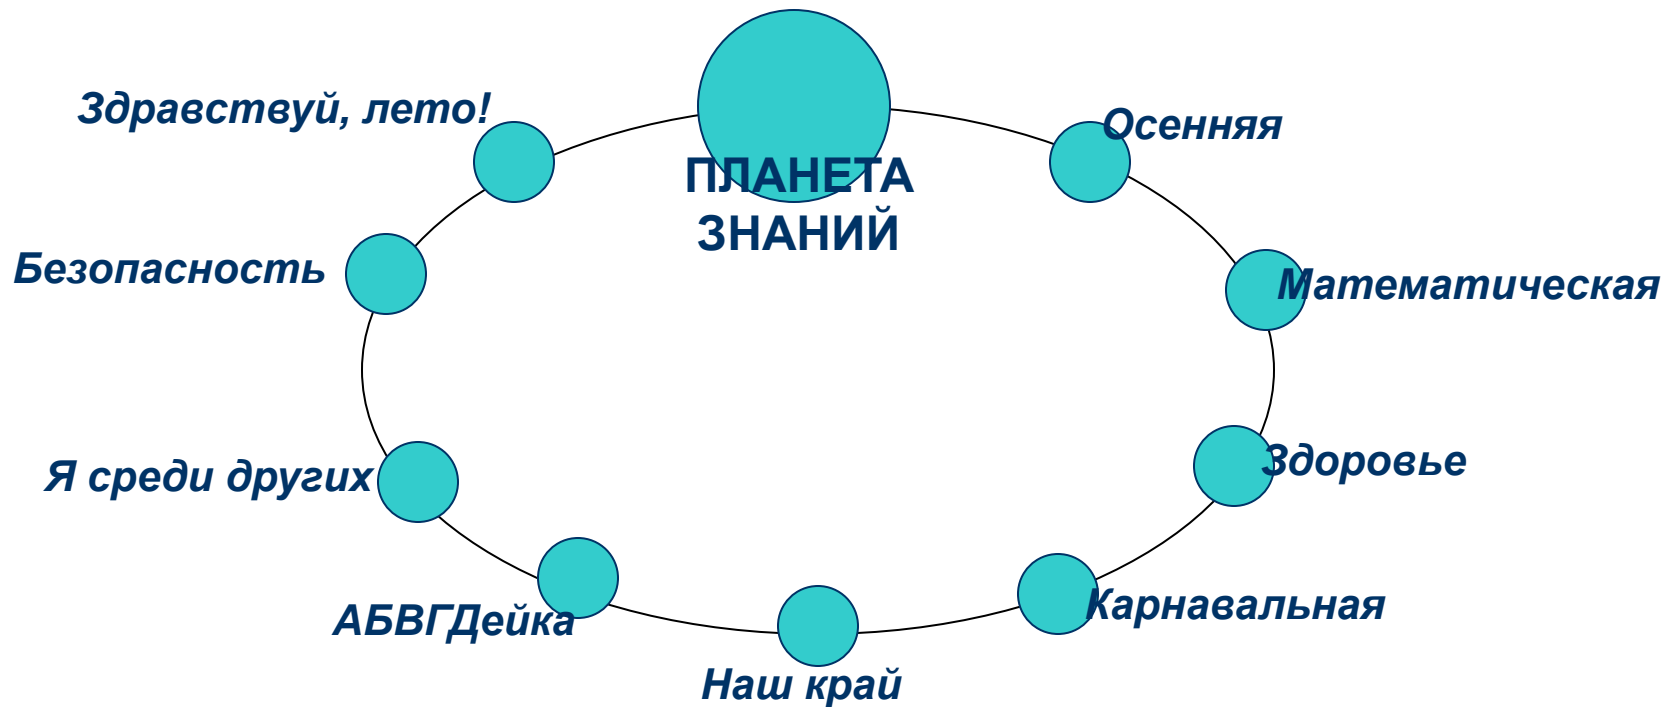 ПЛАНЕТА
ЗНАНИЙ
Осенняя
Математическая
Здоровье
Карнавальная
Наш край
АБВГДейка
Я среди других
Безопасность
Здравствуй, лето!